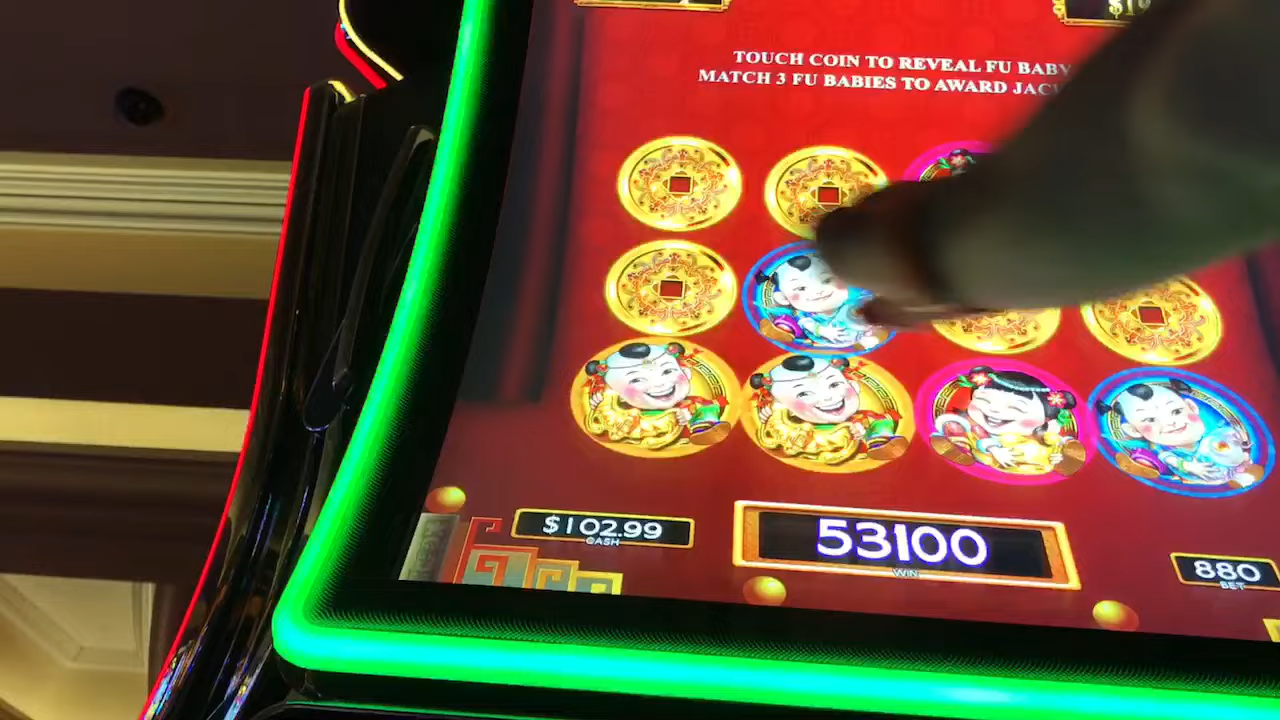 TOUCH COIN TO REVEAL FU BABY
MATCH 3 FU BABIES TO AWARD
$102.99
CASH
53100
WIN
880
BET